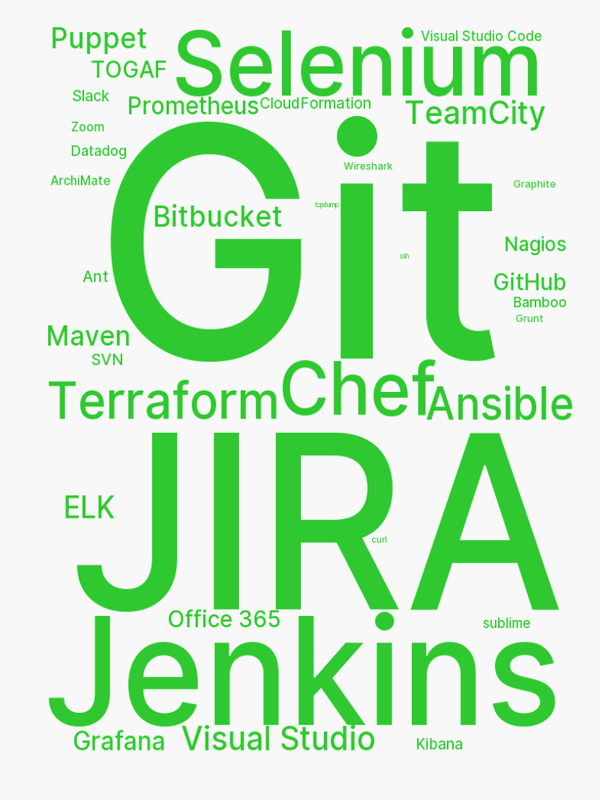 Puppet
Selenium
Visual Studio Code
TOGAF
Slack
Prometheus
CloudFormation
TeamCity
Zoom
Datadog
Wireshark
ArchiMate
Graphite
Git
tcpdump
Bitbucket
Nagios
ssh
Ant
GitHub
Bamboo
Grunt
Maven
SVN
Terraform
Chef
Ansible
JIRA
ELK
curl
Office 365
sublime
Jenkins
Grafana
Visual Studio
Kibana